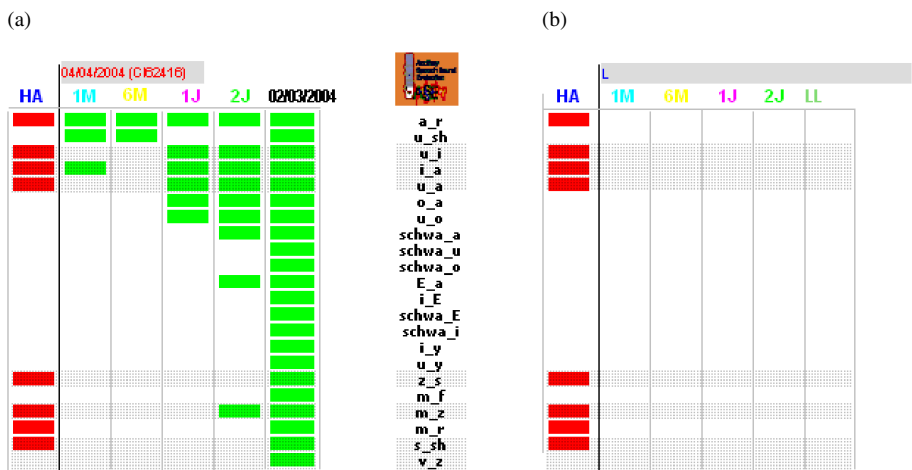 (a)
(b)
04/04/2004 (CI62416)
L
HA 1M 6M 1J 2J 02/03/2004
HA 1M 6M 1J 2J LL
a_r
u_sh
u_i
i_a
u_a
o_a
u_o
schwa_a
schwa_u
schwa_o
E_a
i_E
schwa_E
schwa_i
i_y
u_y
z_s
m_f
m_z
m_r
s_sh
v_z